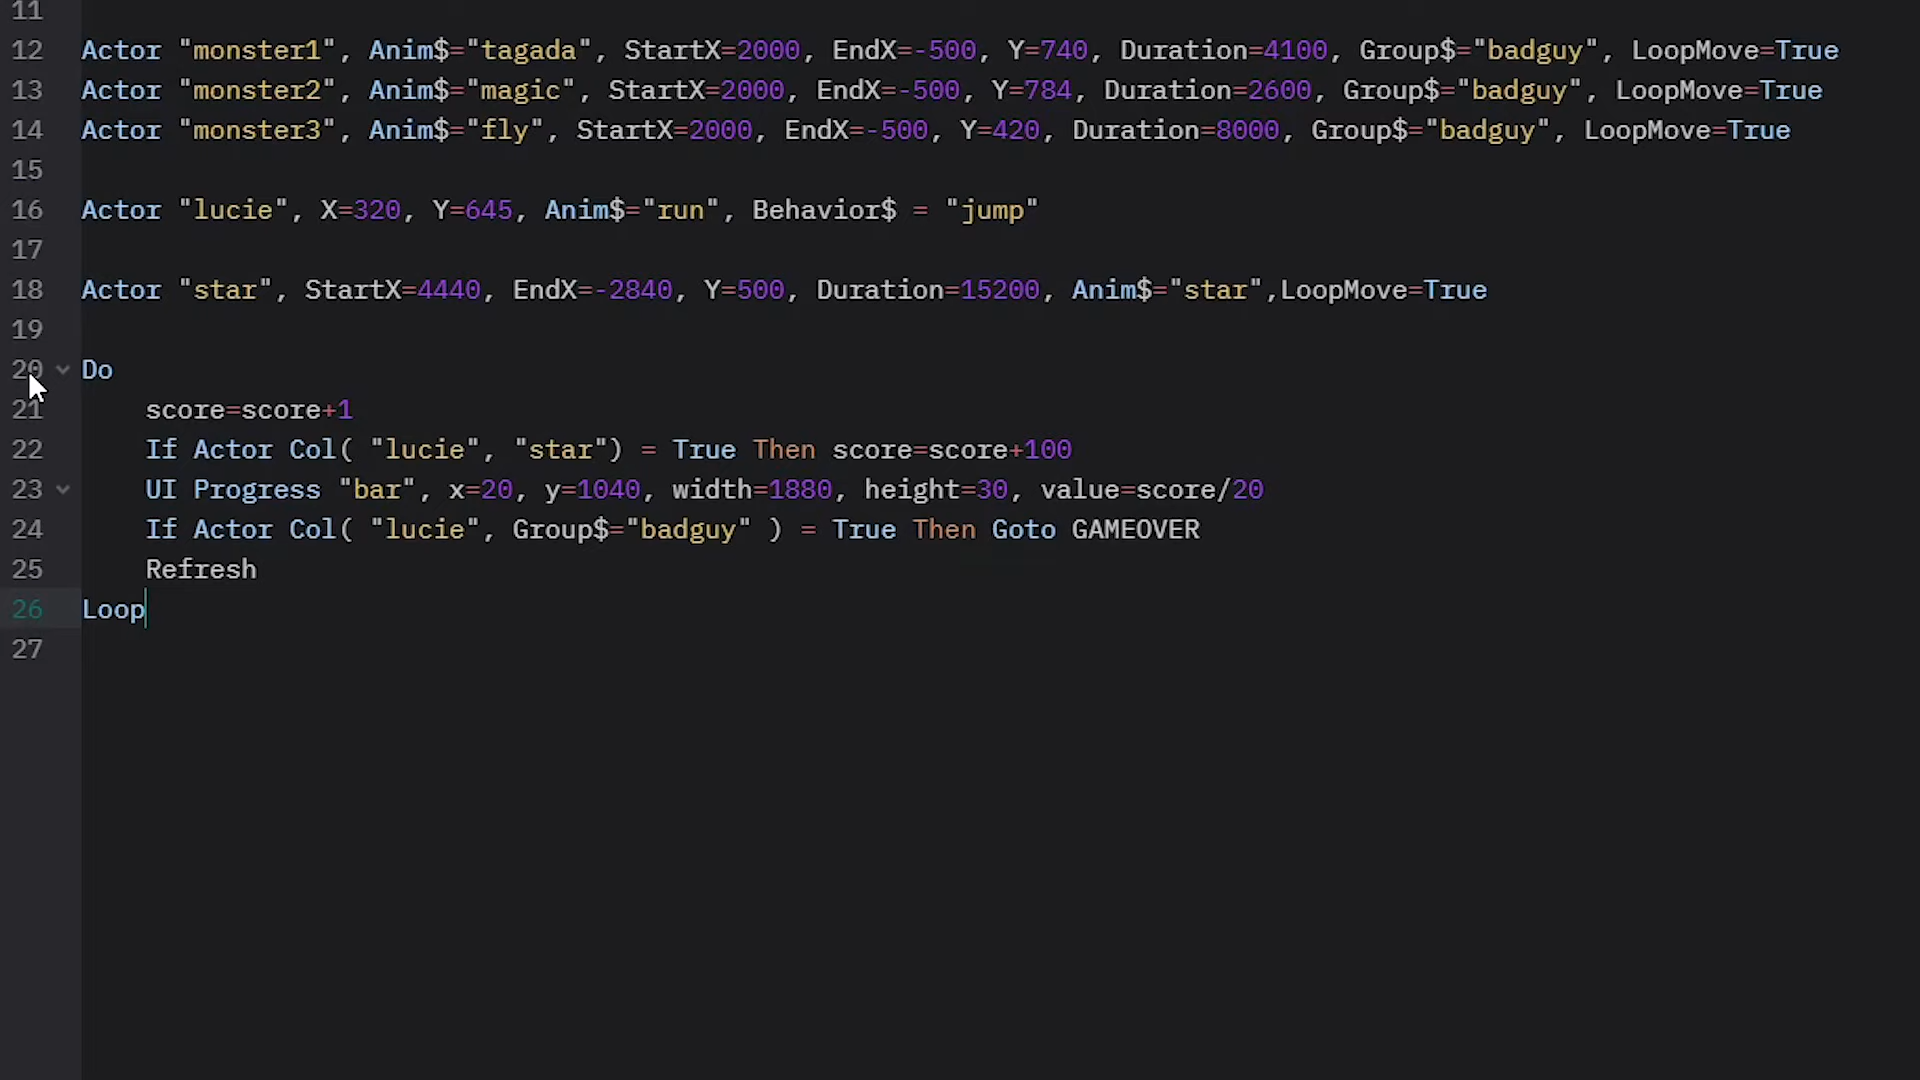 11
12 Actor "monster1", Anim$="tagada", StartX=2000, EndX=-500, Y=740, Duration=4100, Group$="badguy", LoopMove=True
13 Actor "monster2", Anim$="magic", StartX=2000, EndX=-500, Y=784, Duration=2600, Group$="badguy", LoopMove=True
14 Actor "monster3", Anim$="fly", StartX=2000, EndX=-500, Y=420, Duration=8000, Group$="badguy", LoopMove=True
15
16 Actor "lucie", X=320, Y=645, Anim$="run", Behavior$ = "jump"
17
18 Actor "star", StartX=4440, EndX=-2840, Y=500, Duration=15200, Anim$="star",LoopMove=True
19
20 Do
21     score=score+1
22     If Actor Col( "lucie", "star") = True Then score=score+100
23     UI Progress "bar", x=20, y=1040, width=1880, height=30, value=score/20
24     If Actor Col( "lucie", Group$="badguy" ) = True Then Goto GAMEOVER
25     Refresh
26 Loop
27